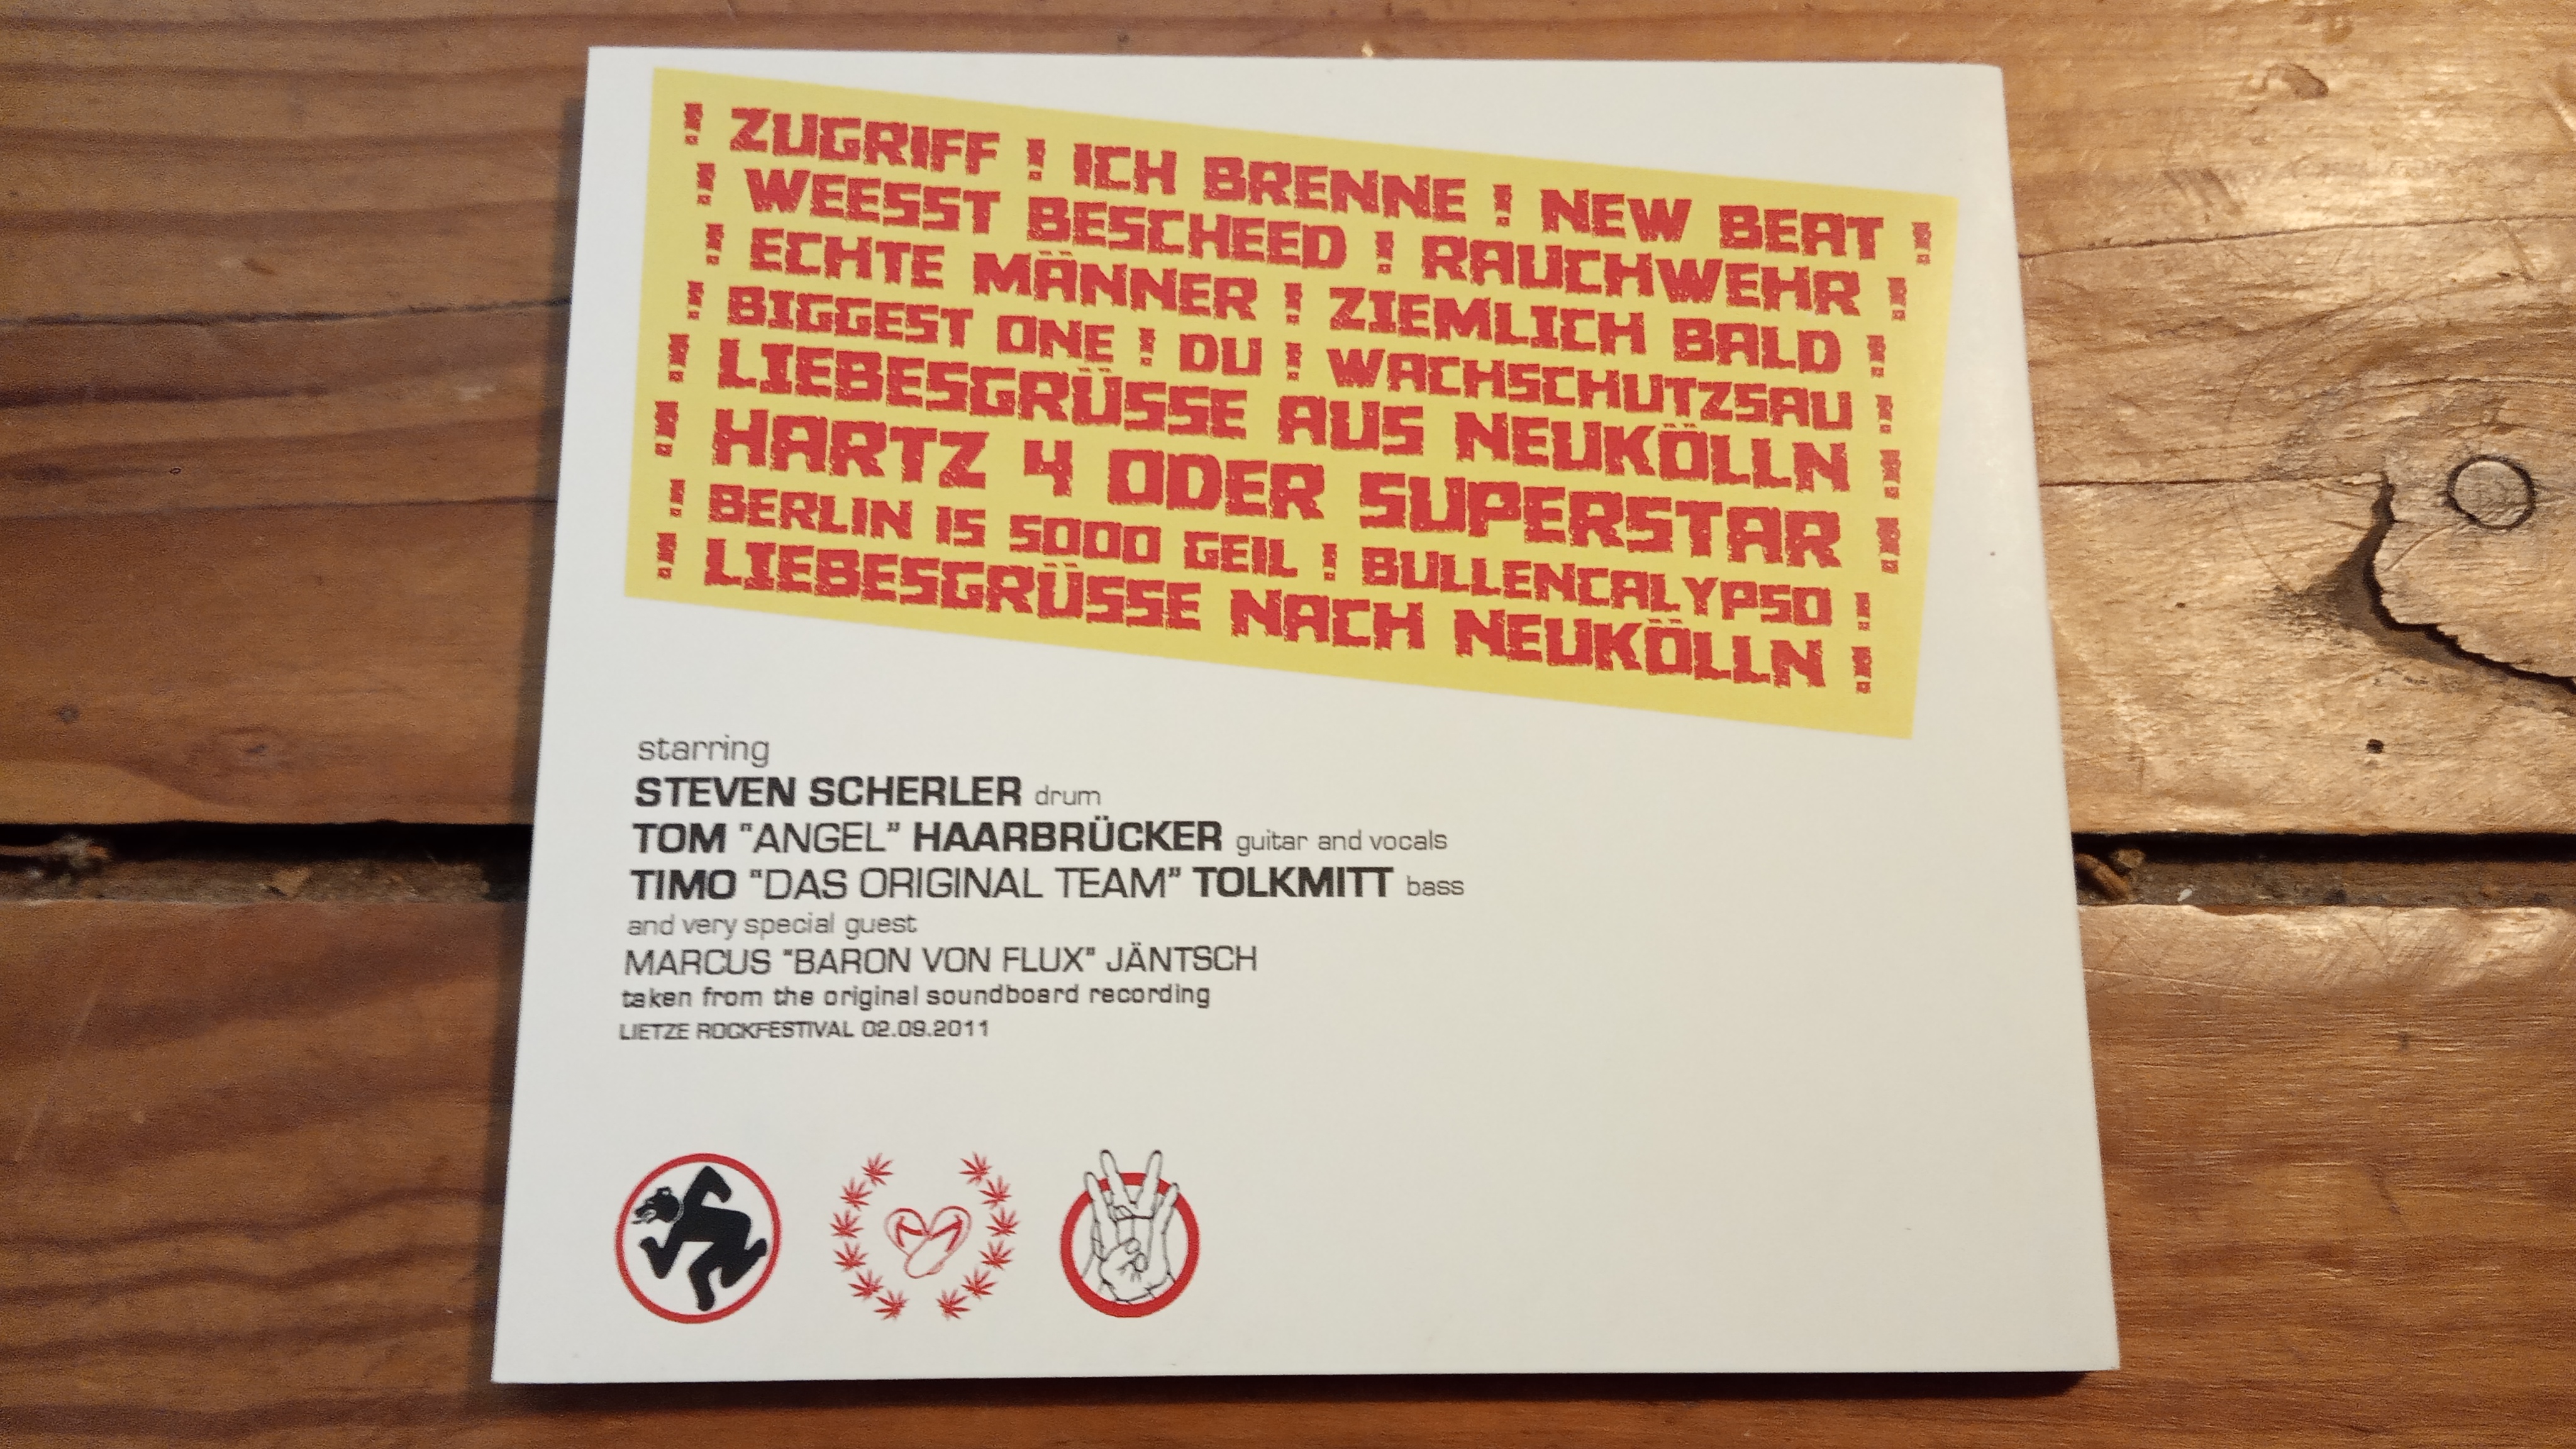 ! ZUGRIFF ! ICH BRENNE ! NEW BEAT !
! WEESST BESCHEED ! RAUCHWEHR !
! ECHTE MÄNNER ! ZIEMLICH BALD !
! BIGGEST ONE ! DU ! WACHSCHUTZSAU !
! LIEBESGRÜSSE AUS NEUKÖLLN !
! HARTZ 4 ODER SUPERSTAR !
! BERLIN IS SOOO GEIL ! BULLENCALYPSO !
! LIEBESGRÜSSE NACH NEUKÖLLN !
starring
STEVEN SCHERLER drum
TOM "ANGEL" HAARBRÜCKER guitar and vocals
TIMO "DAS ORIGINAL TEAM" TOLKMITT bass
and very special guest
MARCUS "BARON VON FLUX" JÄNTSCH
taken from the original soundboard recording
LIETZE ROCKFESTIVAL 02.09.2011